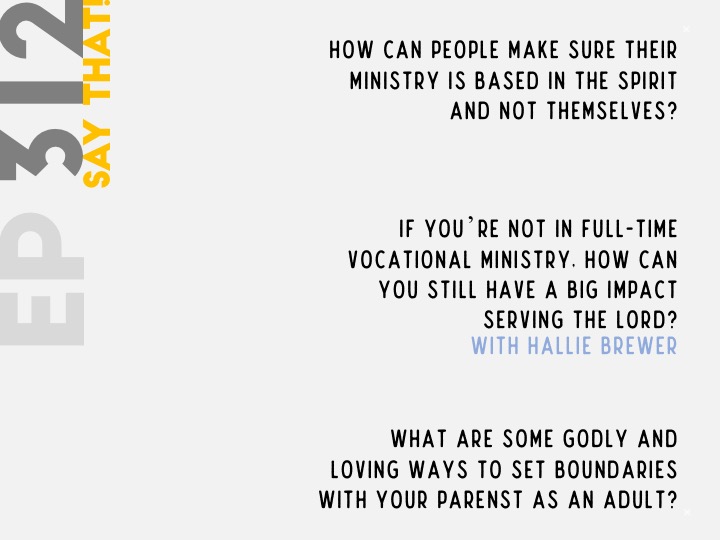 EP 312
SAY THAT!
HOW CAN PEOPLE MAKE SURE THEIR
MINISTRY IS BASED IN THE SPIRIT
AND NOT THEMSELVES?
IF YOU'RE NOT IN FULL-TIME
VOCATIONAL MINISTRY, HOW CAN
YOU STILL HAVE A BIG IMPACT
SERVING THE LORD?
WITH HALLIE BREWER
WHAT ARE SOME GODLY AND
LOVING WAYS TO SET BOUNDARIES
WITH YOUR PARENST AS AN ADULT?